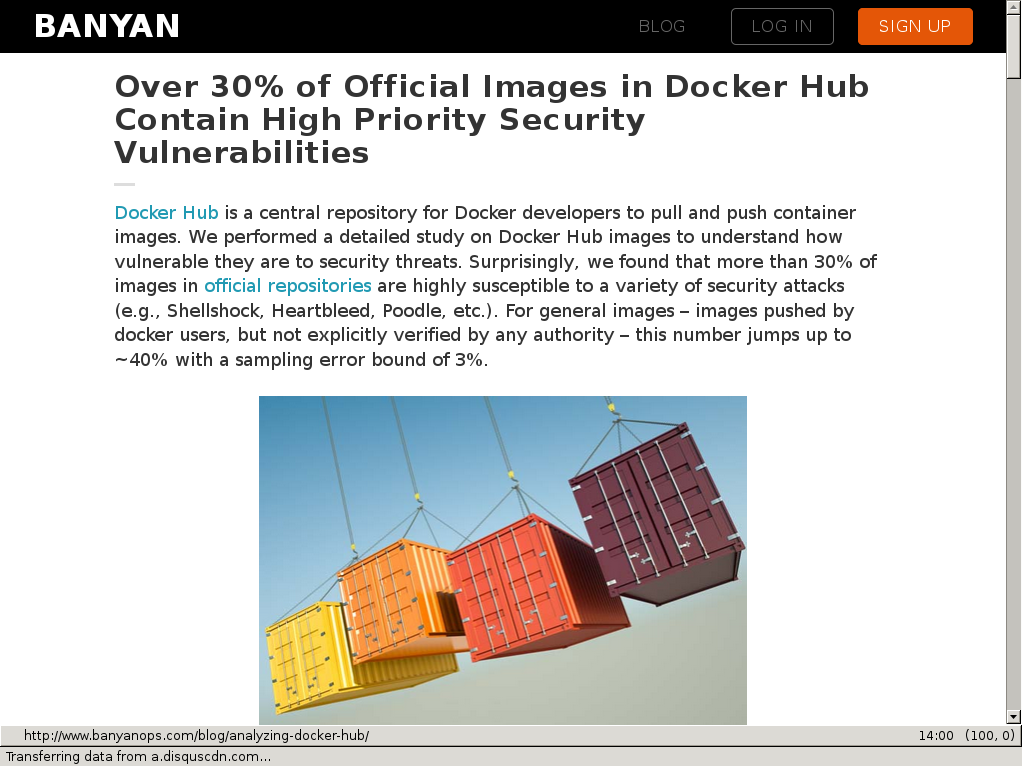 BANYAN
BLOG
LOG IN
SIGN UP
Over 30% of Official Images in Docker Hub
Contain High Priority Security
Vulnerabilities
Docker Hub is a central repository for Docker developers to pull and push container
images. We performed a detailed study on Docker Hub images to understand how
vulnerable they are to security threats. Surprisingly, we found that more than 30% of
images in official repositories are highly susceptible to a variety of security attacks
(e.g., Shellshock, Heartbleed, Poodle, etc.). For general images – images pushed by
docker users, but not explicitly verified by any authority – this number jumps up to
~40% with a sampling error bound of 3%.
http://www.banyanops.com/blog/analyzing-docker-hub/
14:00 (100, 0)
Transferring data from a.disquscdn.com...